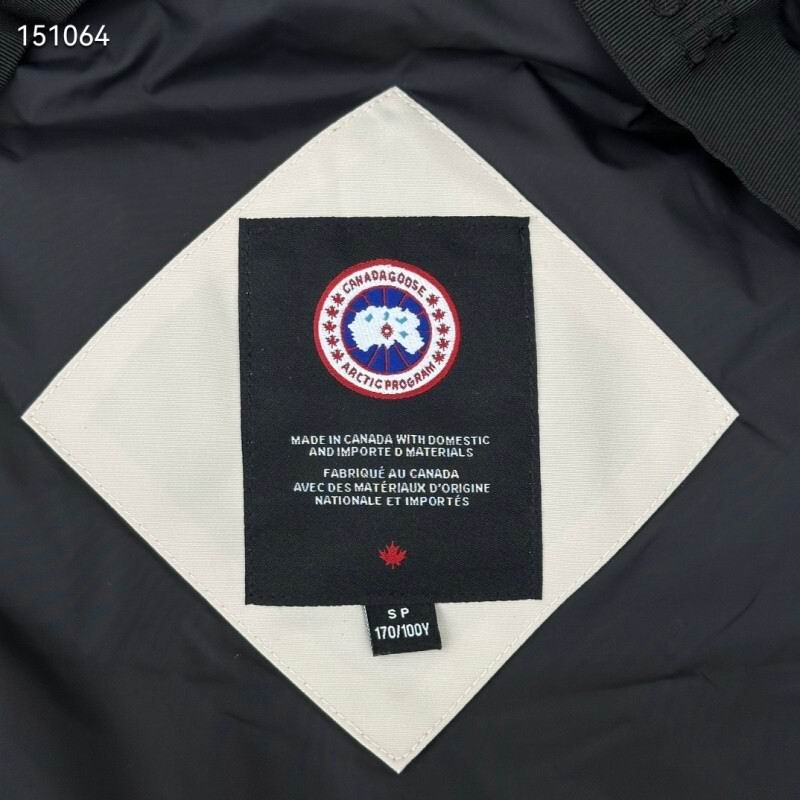 151064
CANADA GOOSE
ARCTIC PROGRAM
MADE IN CANADA WITH DOMESTIC
AND IMPORTE D MATERIALS
FABRIQUÉ AU CANADA
AVEC DES MATÉRIAUX D'ORIGINE
NATIONALE ET IMPORTÉS
S P
170/100Y